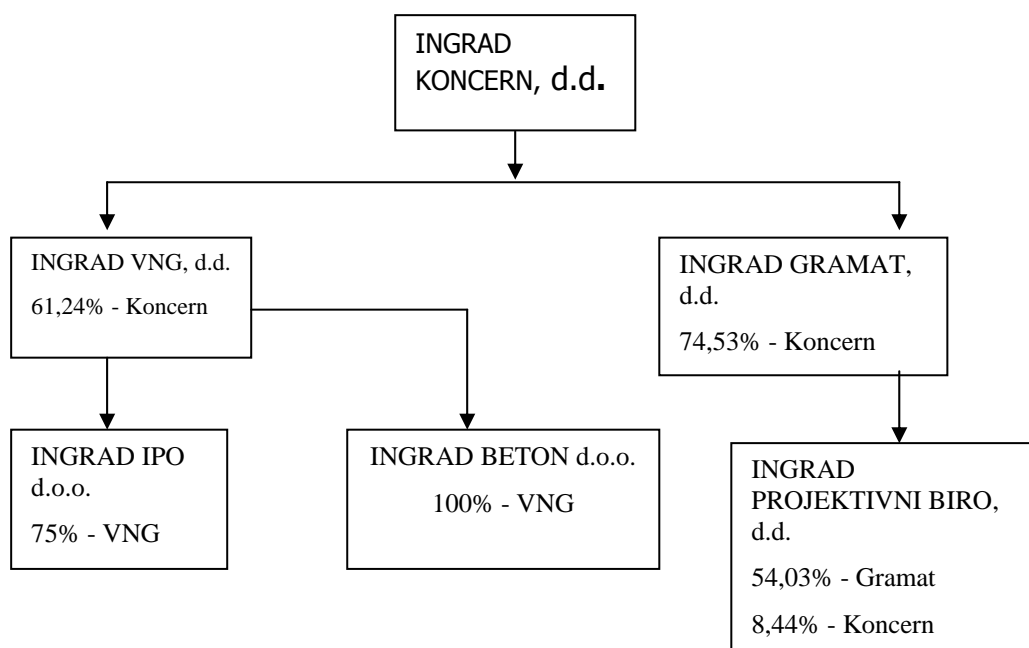 INGRAD
KONCERN, d.d.
INGRAD VNG, d.d.
61,24% - Koncern
INGRAD GRAMAT,
d.d.
74,53% - Koncern
INGRAD IPO
d.o.o.
75% - VNG
INGRAD BETON d.o.o.
100% - VNG
INGRAD
PROJEKTIVNI BIRO,
d.d.
54,03% - Gramat
8,44% - Koncern